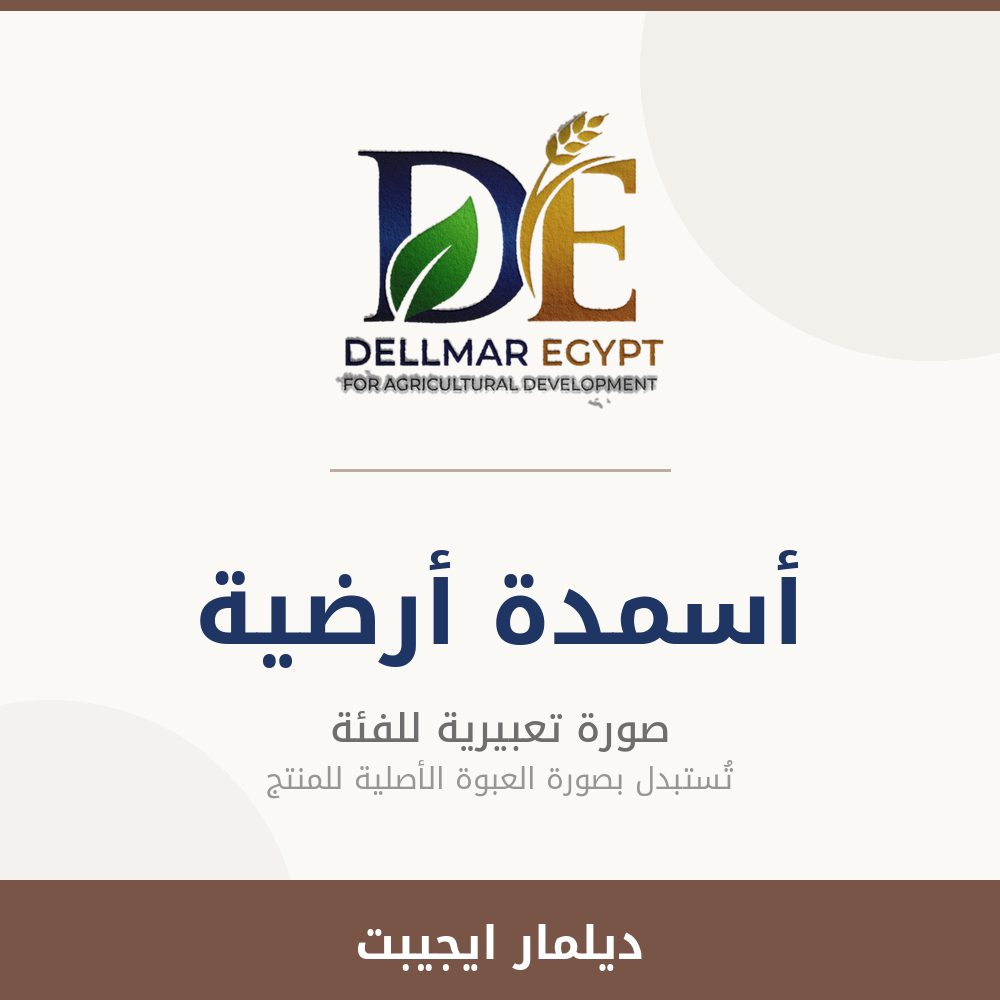 DE
DELLMAR EGYPT
FOR AGRICULTURAL DEVELOPMENT
أسمدة أرضية
صورة تعبيرية للفئة
تُستبدل بصورة العبوة الأصلية للمنتج
ديلمار ايجيبت